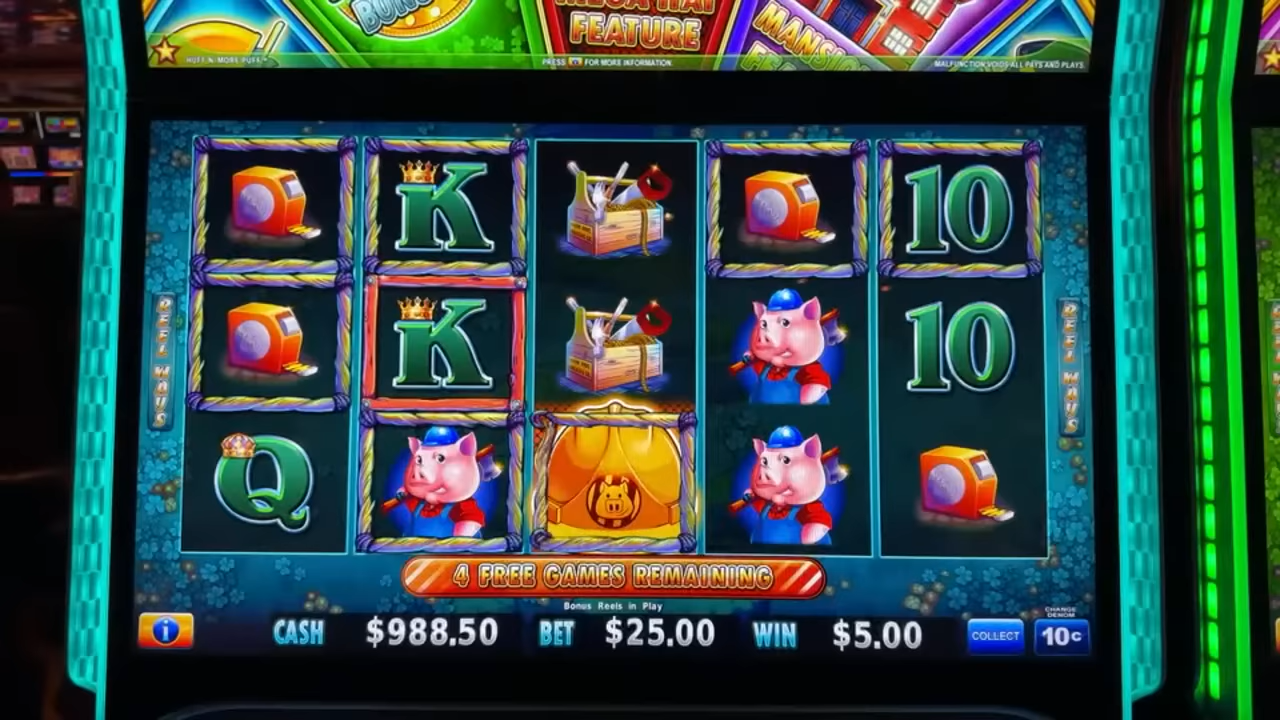 BONUS
MEGA HAT
FEATURE
MANSION
HUFF N' MORE PUFF™
PRESS i FOR MORE INFORMATION
MALFUNCTION VOIDS ALL PAYS AND PLAYS
K 10
REEL WAYS K 10 REEL WAYS
Q
4 FREE GAMES REMAINING
Bonus Reels in Play
CHANGE
DENOM
i CASH $988.50 BET $25.00 WIN $5.00 COLLECT 10¢